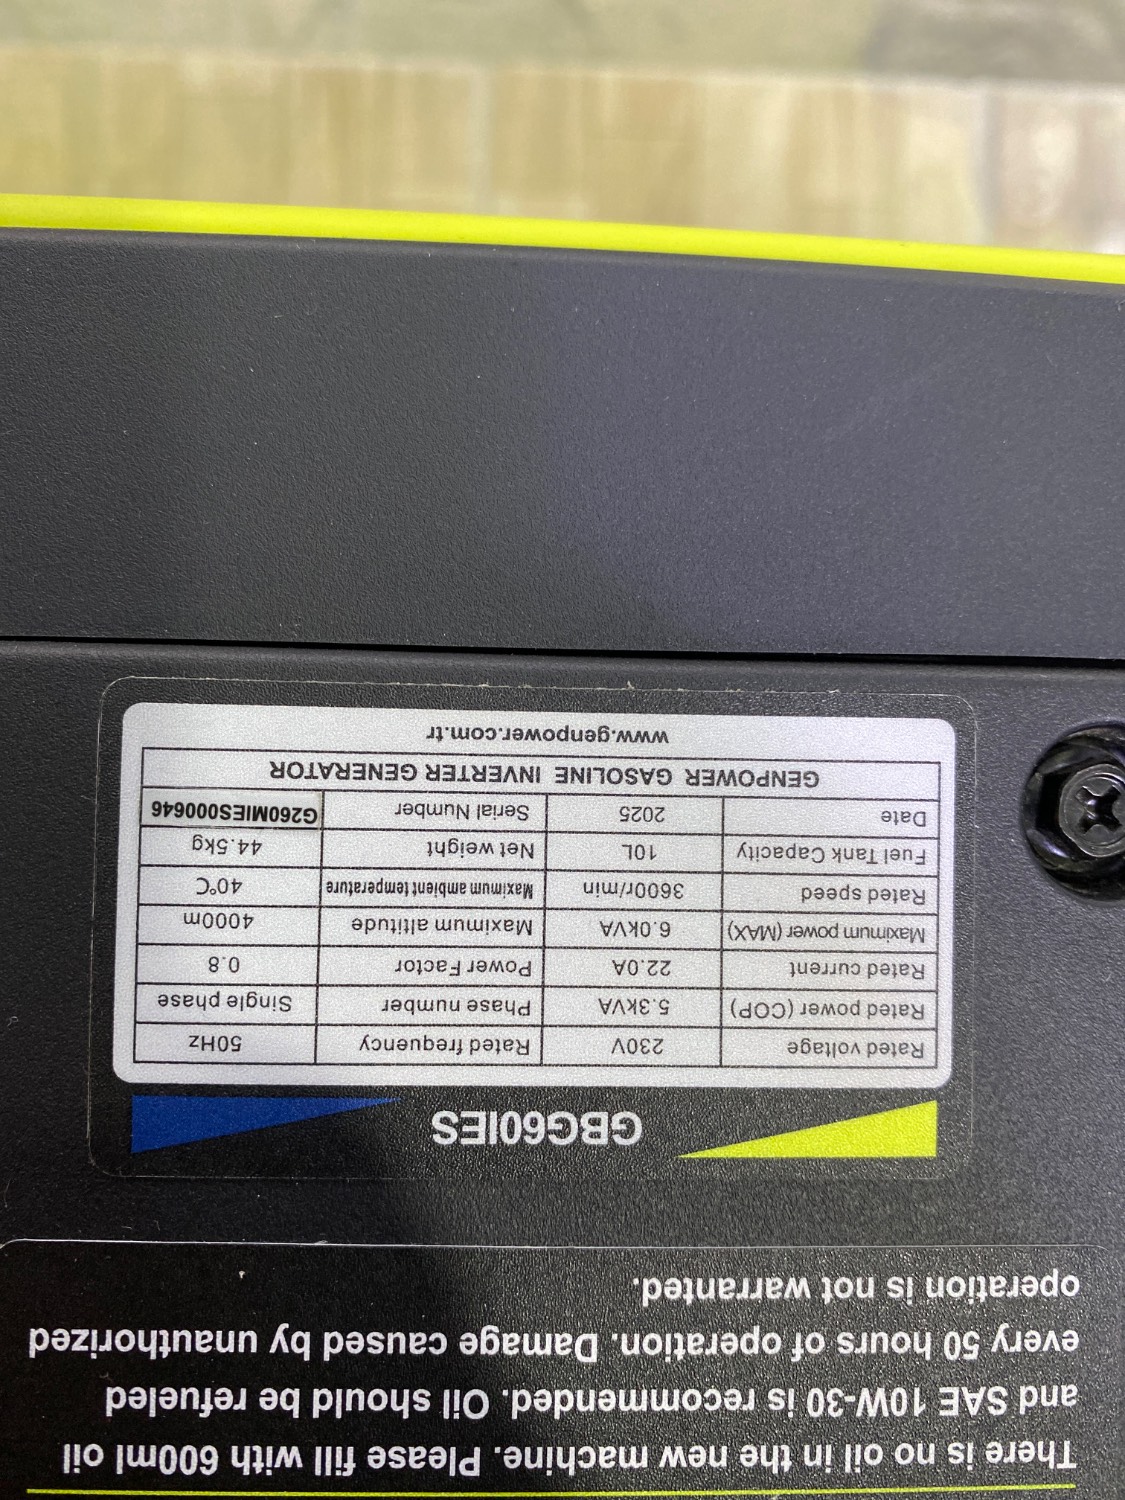 There is no oil in the new machine. Please fill with 600ml oil
and SAE 10W-30 is recommended. Oil should be refueled
every 50 hours of operation. Damage caused by unauthorized
operation is not warranted.
GBG60IES
Rated voltage 230V Rated frequency 50Hz
Rated power (COP) 5.3kVA Phase number Single phase
Rated current 22.0A Power Factor 0.8
Maximum power (MAX) 6.0kVA Maximum altitude 4000m
Rated speed 3600r/min Maximum ambient temperature 40°C
Fuel Tank Capacity 10L Net weight 44.5kg
Date 2025 Serial Number G260MIES000646
GENPOWER GASOLINE INVERTER GENERATOR
www.genpower.com.tr